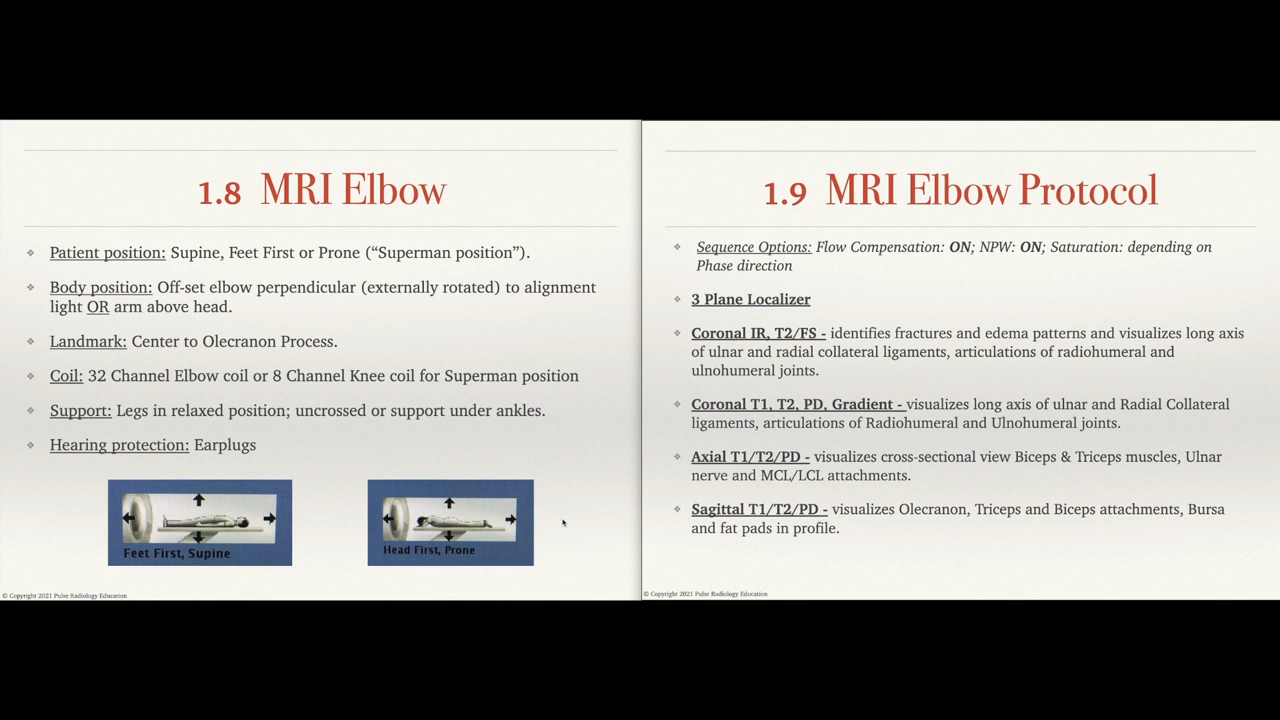 1.8 MRI Elbow
Patient position: Supine, Feet First or Prone (“Superman position”).
Body position: Off-set elbow perpendicular (externally rotated) to alignment
light OR arm above head.
Landmark: Center to Olecranon Process.
Coil: 32 Channel Elbow coil or 8 Channel Knee coil for Superman position
Support: Legs in relaxed position; uncrossed or support under ankles.
Hearing protection: Earplugs
Feet First, Supine
Head First, Prone
© Copyright 2021 Pulse Radiology Education
1.9 MRI Elbow Protocol
Sequence Options: Flow Compensation: ON; NPW: ON; Saturation: depending on
Phase direction
3 Plane Localizer
Coronal IR, T2/FS - identifies fractures and edema patterns and visualizes long axis
of ulnar and radial collateral ligaments, articulations of radiohumeral and
ulnohumeral joints.
Coronal T1, T2, PD, Gradient - visualizes long axis of ulnar and Radial Collateral
ligaments, articulations of Radiohumeral and Ulnohumeral joints.
Axial T1/T2/PD - visualizes cross-sectional view Biceps & Triceps muscles, Ulnar
nerve and MCL/LCL attachments.
Sagittal T1/T2/PD - visualizes Olecranon, Triceps and Biceps attachments, Bursa
and fat pads in profile.
© Copyright 2021 Pulse Radiology Education